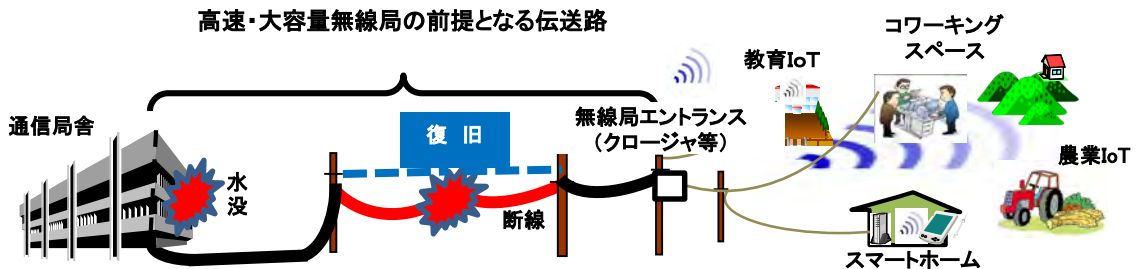 高速・大容量無線局の前提となる伝送路
コワーキング
スペース
教育IoT
無線局エントランス
（クロージャ等）
通信局舎
復 旧
農業IoT
水
没
断線
スマートホーム